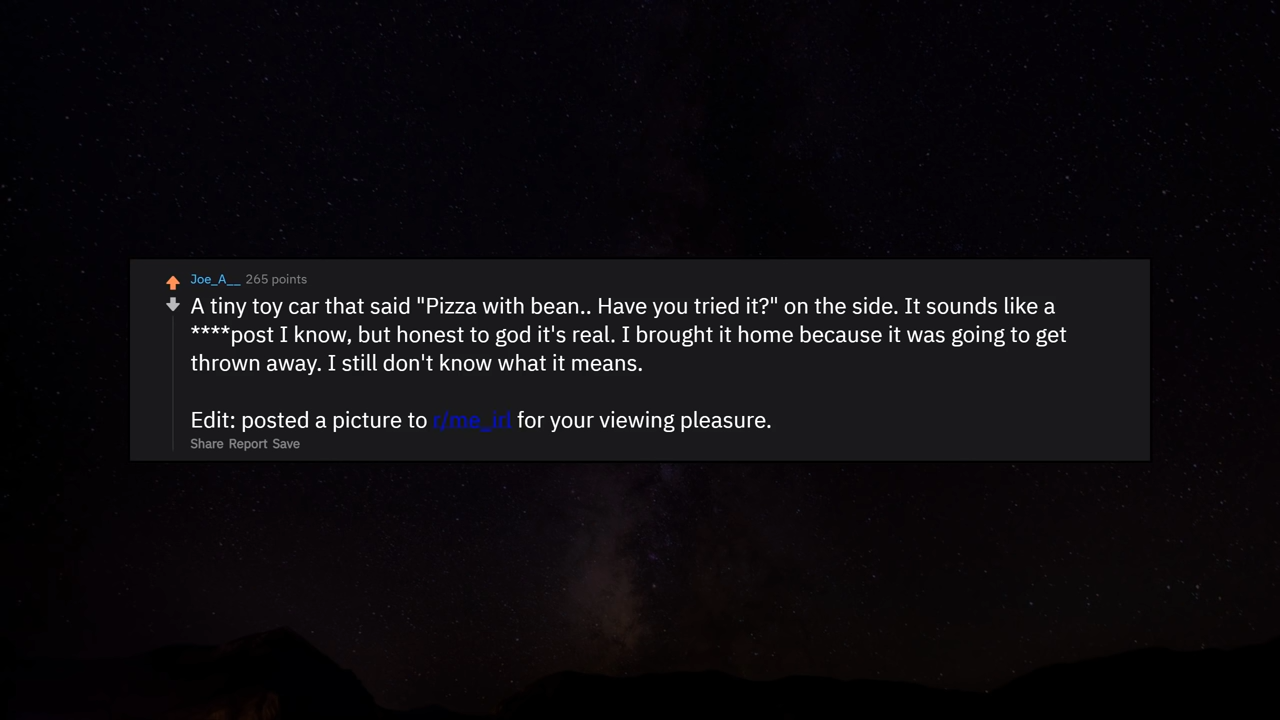 Joe_A__ 265 points
A tiny toy car that said "Pizza with bean.. Have you tried it?" on the side. It sounds like a
****post I know, but honest to god it's real. I brought it home because it was going to get
thrown away. I still don't know what it means.
Edit: posted a picture to r/me_irl for your viewing pleasure.
Share Report Save